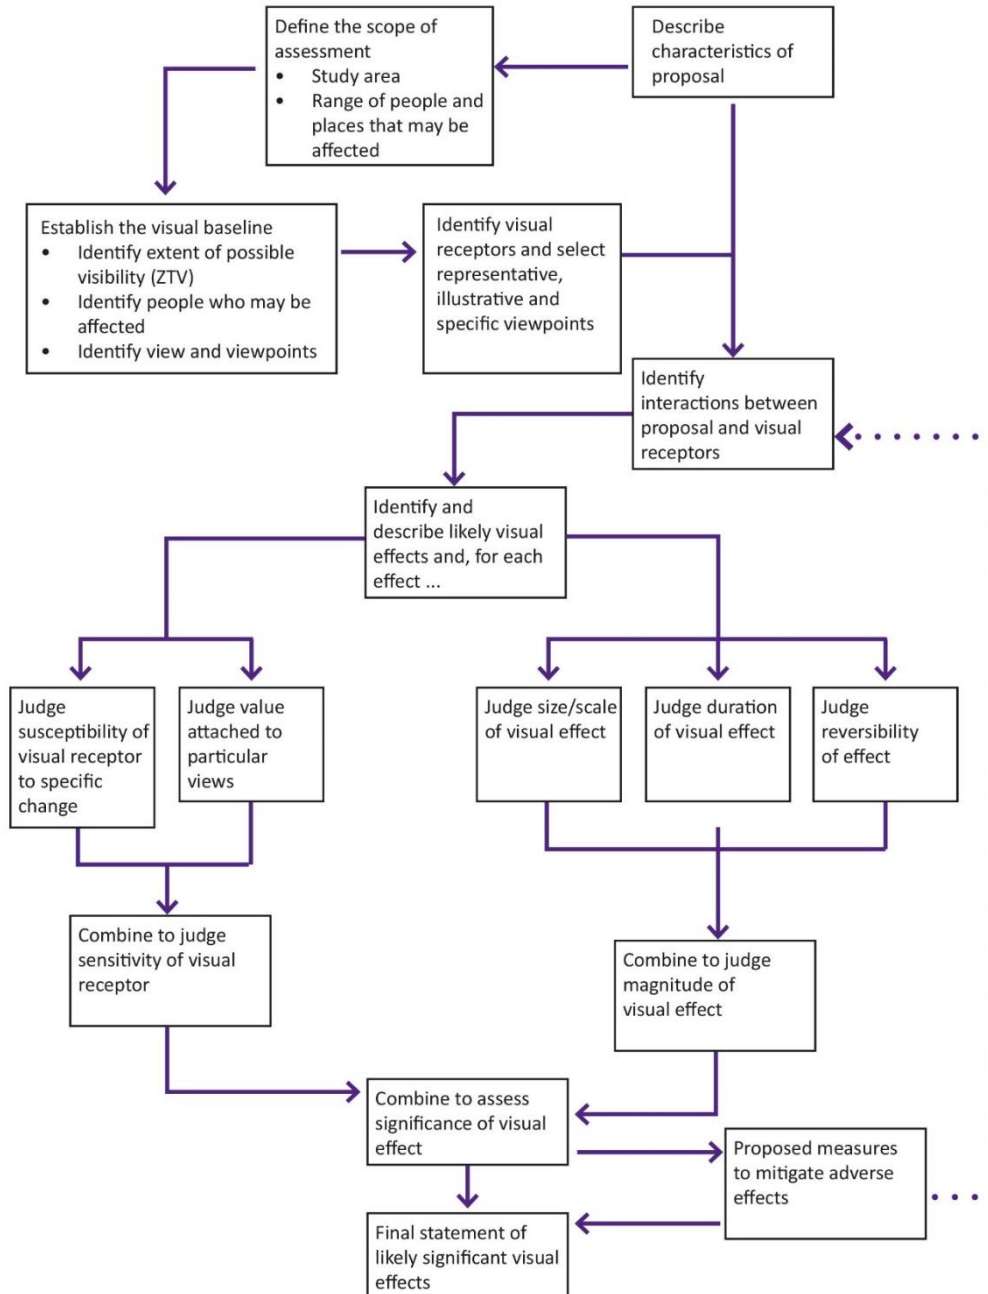 Define the scope of
assessment
• Study area
• Range of people and
places that may be
affected
Describe
characteristics of
proposal
Establish the visual baseline
• Identify extent of possible
visibility (ZTV)
• Identify people who may be
affected
• Identify view and viewpoints
Identify visual
receptors and select
representative,
illustrative and
specific viewpoints
Identify
interactions between
proposal and visual
receptors
Identify and
describe likely visual
effects and, for each
effect ...
Judge
susceptibility of
visual receptor
to specific
change
Judge value
attached to
particular
views
Judge size/scale
of visual effect
Judge duration
of visual effect
Judge
reversibility
of effect
Combine to judge
sensitivity of visual
receptor
Combine to judge
magnitude of
visual effect
Combine to assess
significance of visual
effect
Proposed measures
to mitigate adverse
effects
Final statement of
likely significant visual
effects